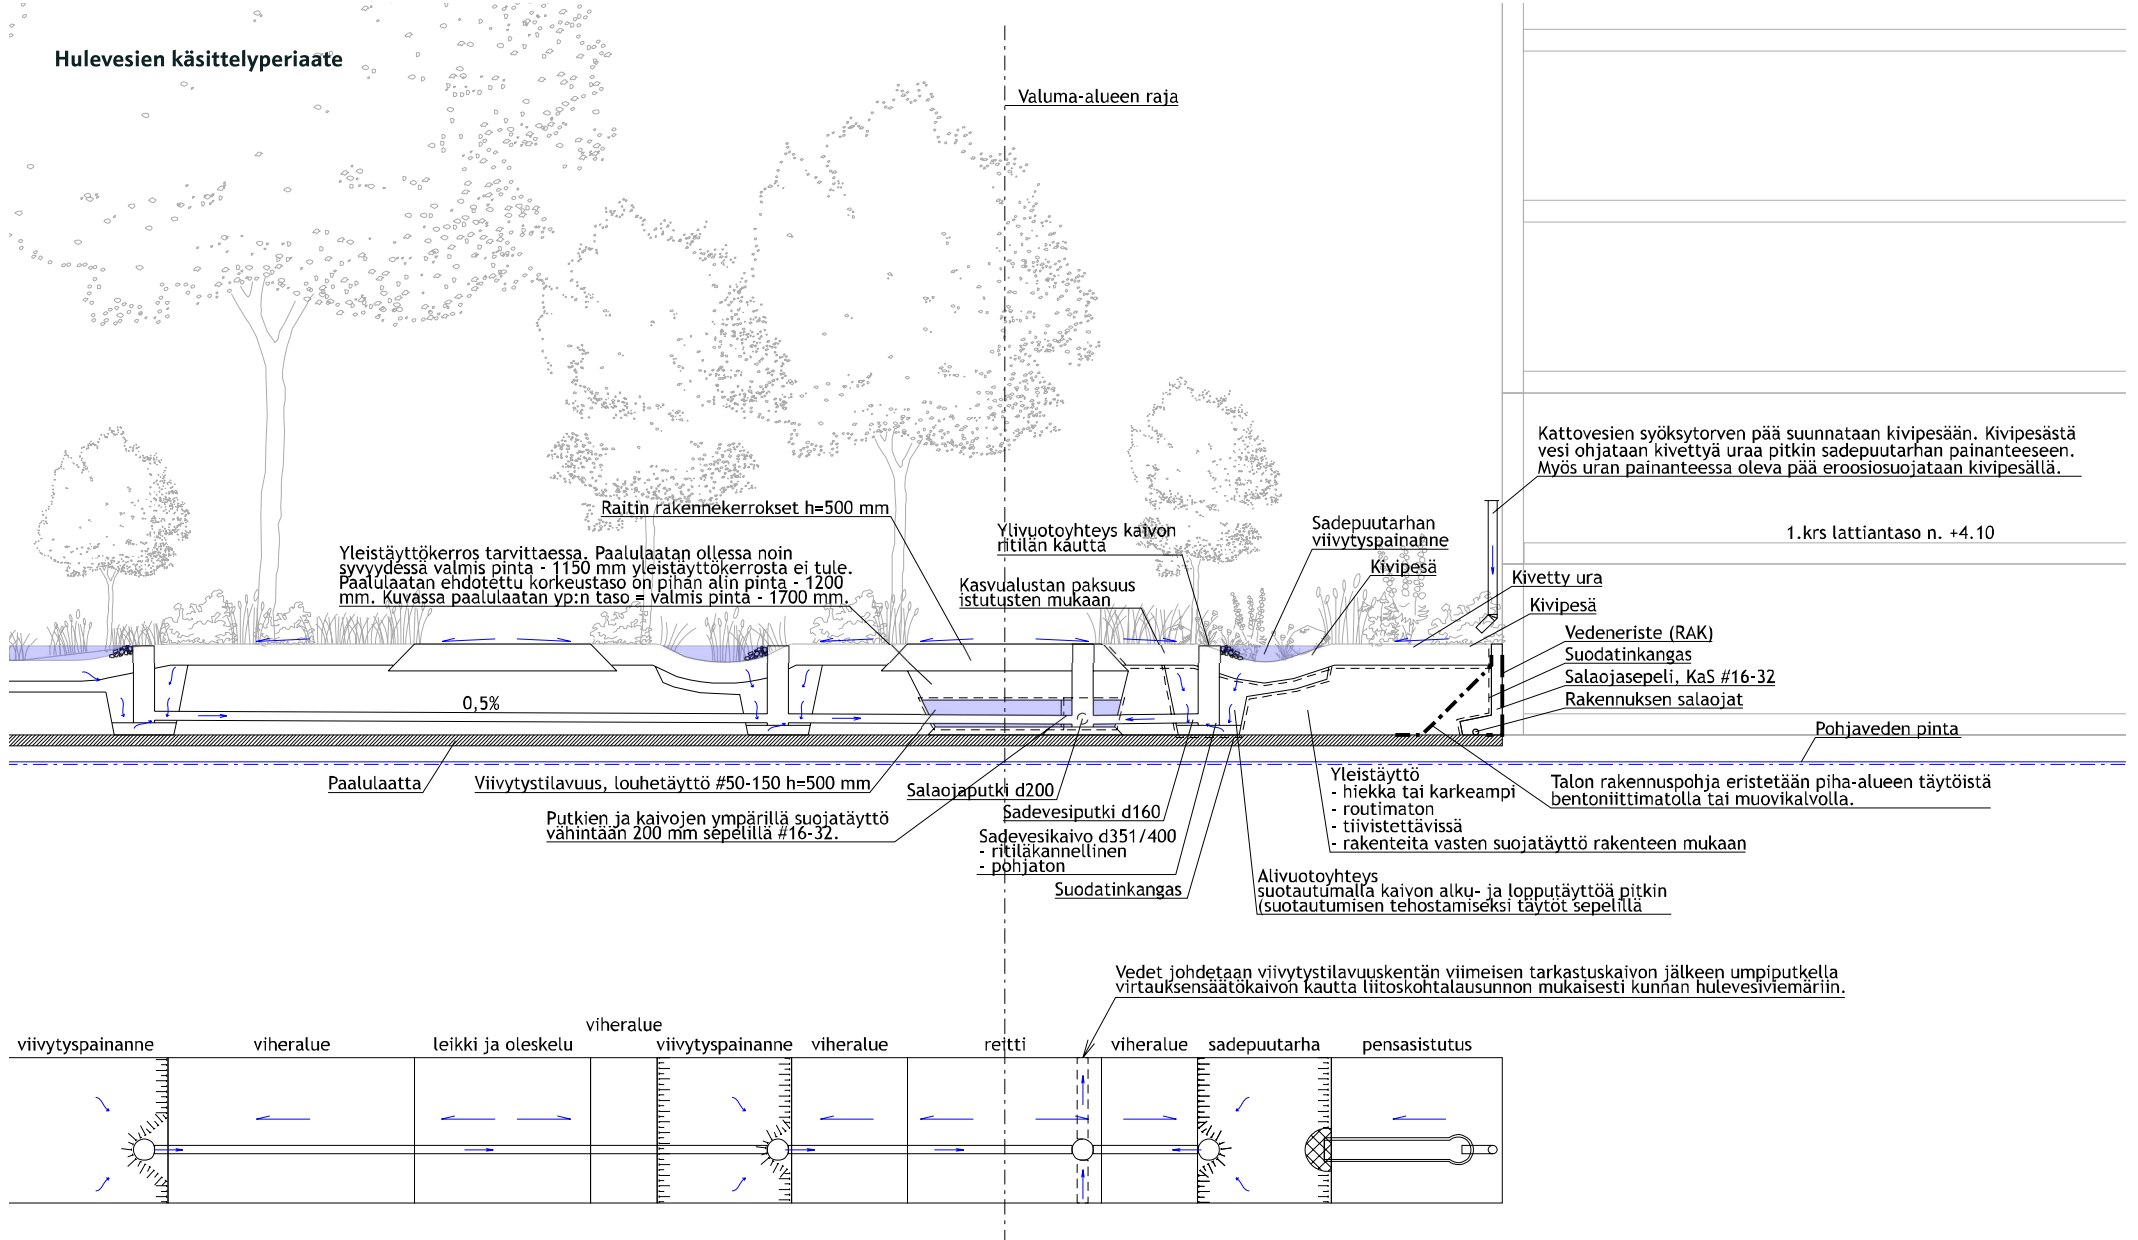 Hulevesien käsittelyperiaate
Valuma-alueen raja
Kattovesien syöksytorven pää suunnataan kivipesään. Kivipesästä
vesi ohjataan kivettyä uraa pitkin sadepuutarhan painanteeseen.
Myös uran painanteessa oleva pää eroosiosuojataan kivipesällä.
Raitin rakennekerrokset h=500 mm
Ylivuotoyhteys kaivon
ritilän kautta
Sadepuutarhan
viivytyspainanne
1.krs lattiantaso n. +4.10
Yleistäyttökerros tarvittaessa. Paalulaatan ollessa noin
syvyydessä valmis pinta - 1150 mm yleistäyttökerrosta ei tule.
Paalulaatan ehdotettu korkeustaso on pihan alin pinta - 1200
mm. Kuvassa paalulaatan yp:n taso = valmis pinta - 1700 mm.
Kasvualustan paksuus
istutusten mukaan
Kivipesä
Kivetty ura
Kivipesä
Vedeneriste (RAK)
Suodatinkangas
Salaojasepeli, KaS #16-32
Rakennuksen salaojat
0,5%
Pohjaveden pinta
Paalulaatta
Viivytystilavuus, louhetäyttö #50-150 h=500 mm
Salaojaputki d200
Sadevesiputki d160
Yleistäyttö
- hiekka tai karkeampi
- routimaton
- tiivistettävissä
- rakenteita vasten suojatäyttö rakenteen mukaan
Talon rakennuspohja eristetään piha-alueen täytöistä
bentoniittimatolla tai muovikalvolla.
Putkien ja kaivojen ympärillä suojatäyttö
vähintään 200 mm sepelillä #16-32.
Sadevesikaivo d351/400
- ritiläkannellinen
- pohjaton
Suodatinkangas
Alivuotoyhteys
suotautumalla kaivon alku- ja lopputäyttöä pitkin
(suotautumisen tehostamiseksi täytöt sepelillä
Vedet johdetaan viivytystilavuuskentän viimeisen tarkastuskaivon jälkeen umpiputkella
virtauksensäätökaivon kautta liitoskohtalausunnon mukaisesti kunnan hulevesiviemäriin.
viivytyspainanne
viheralue
leikki ja oleskelu
viheralue
viivytyspainanne
viheralue
reitti
viheralue
sadepuutarha
pensasistutus